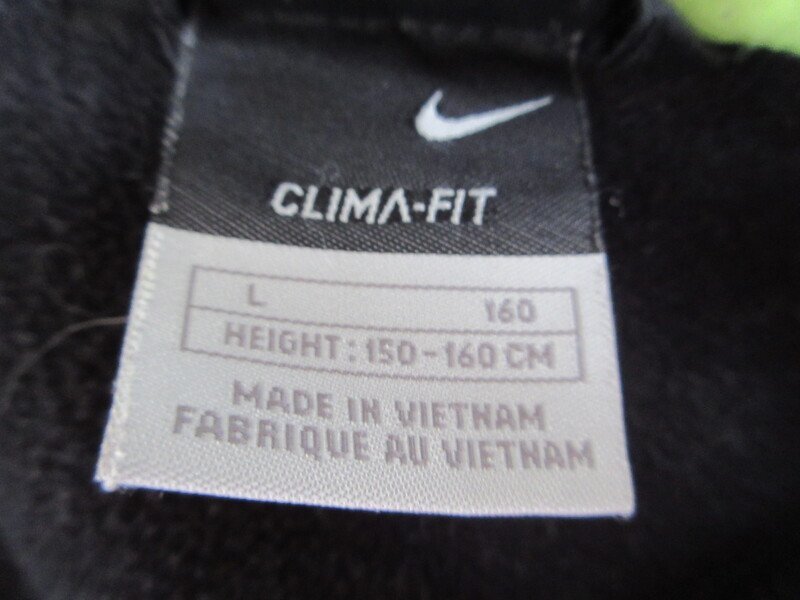 CLIMA-FIT
L 160
HEIGHT: 150-160 CM
MADE IN VIETNAM
FABRIQUE AU VIETNAM